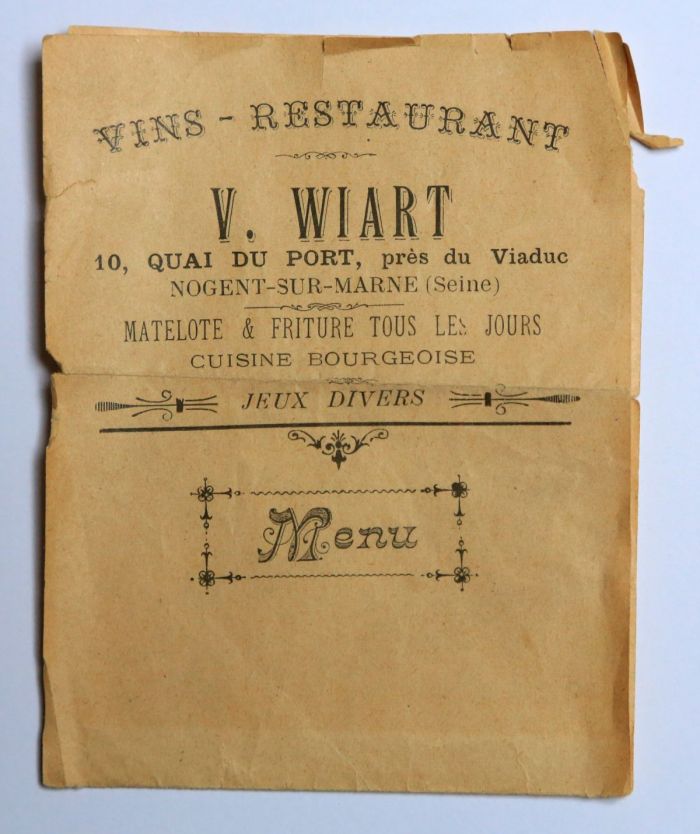 VINS - RESTAURANT
V. WIART
10, QUAI DU PORT, près du Viaduc
NOGENT-SUR-MARNE (Seine)
MATELOTE & FRITURE TOUS LES JOURS
CUISINE BOURGEOISE
JEUX DIVERS
Menu